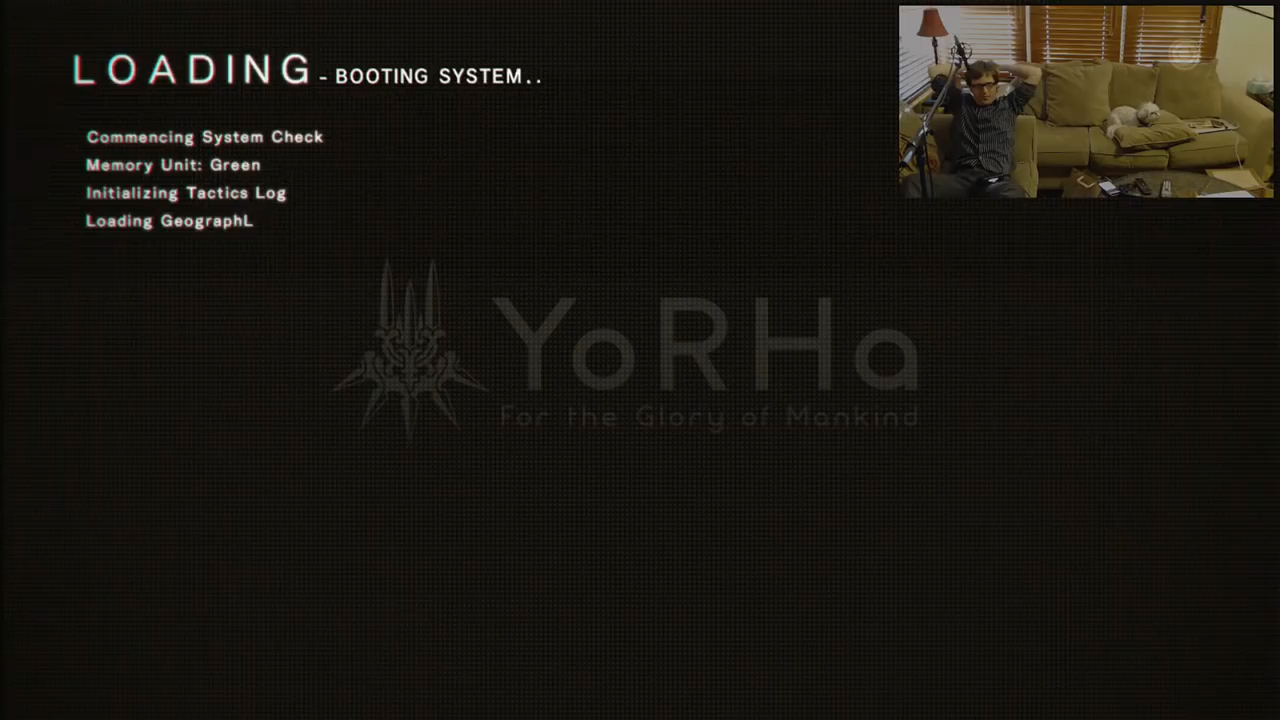 LOADING - BOOTING SYSTEM..
Commencing System Check
Memory Unit: Green
Initializing Tactics Log
Loading GeographL
YoRHa
For the Glory of Mankind